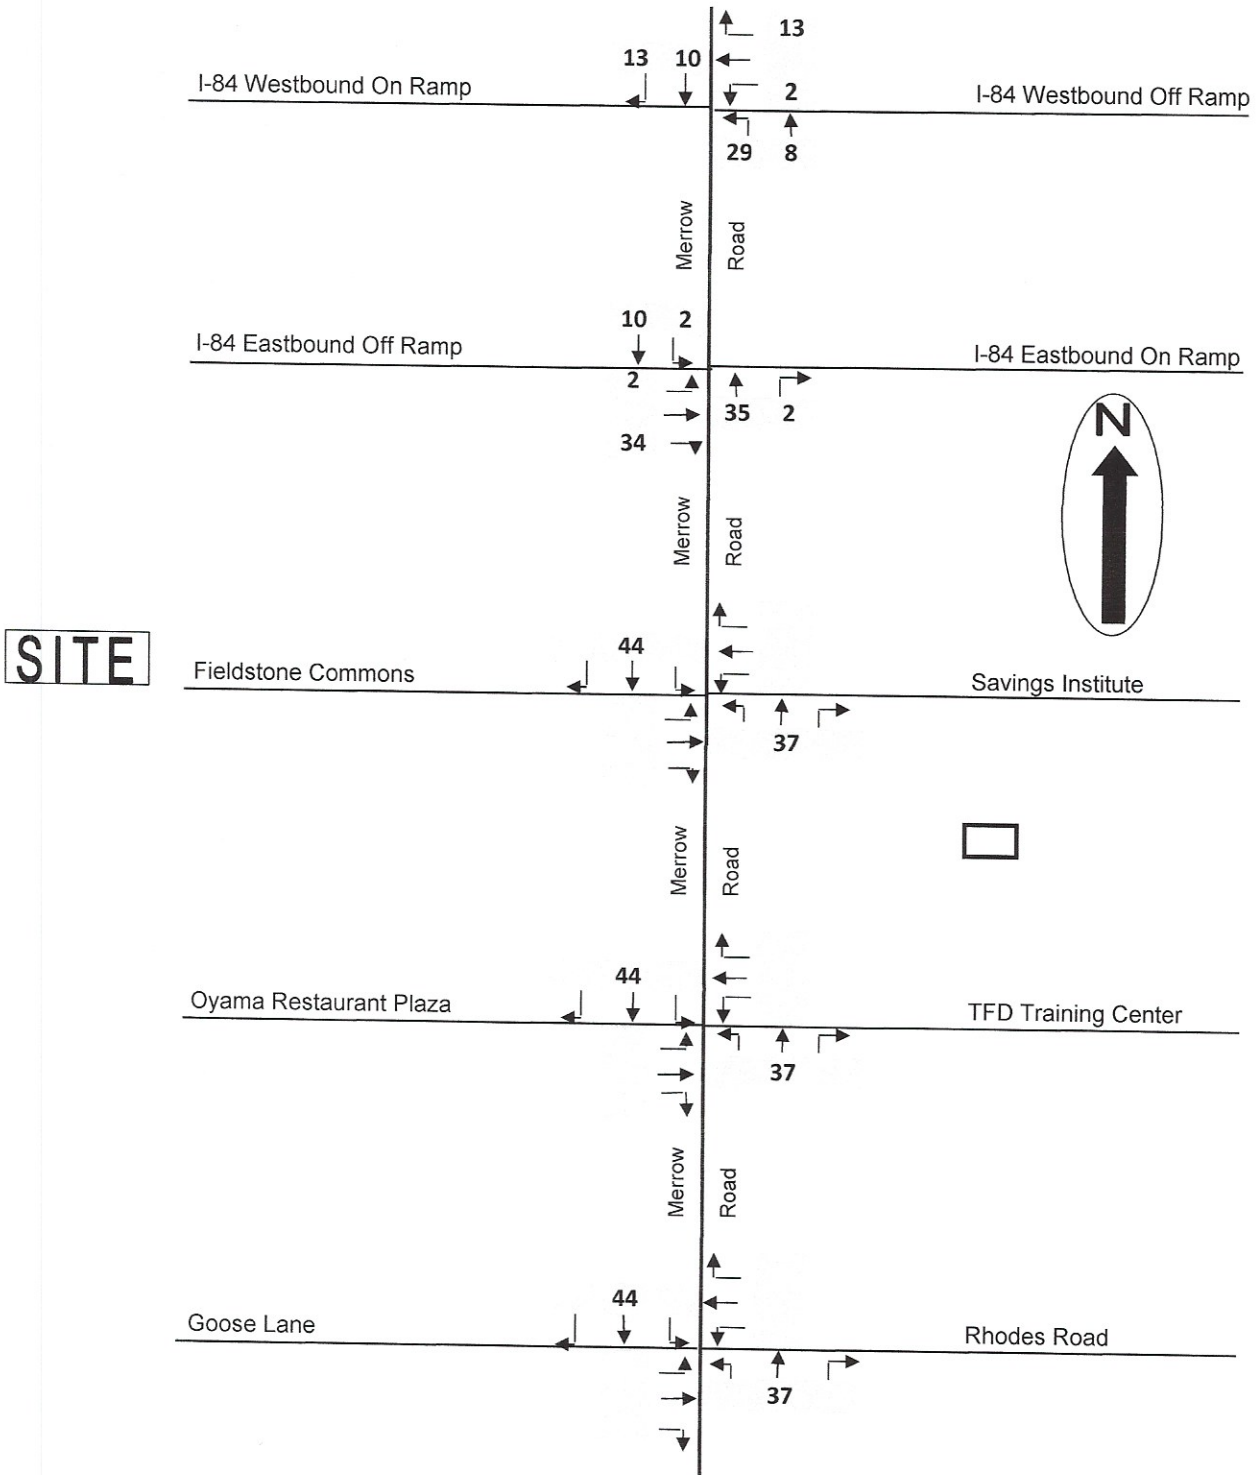 13
13 10
I-84 Westbound On Ramp
2
I-84 Westbound Off Ramp
29 8
Merrow Road
10 2
I-84 Eastbound Off Ramp
I-84 Eastbound On Ramp
2
35 2
34
N
Merrow Road
SITE
44
Fieldstone Commons
Savings Institute
37
Merrow Road
44
Oyama Restaurant Plaza
TFD Training Center
37
Merrow Road
44
Goose Lane
Rhodes Road
37